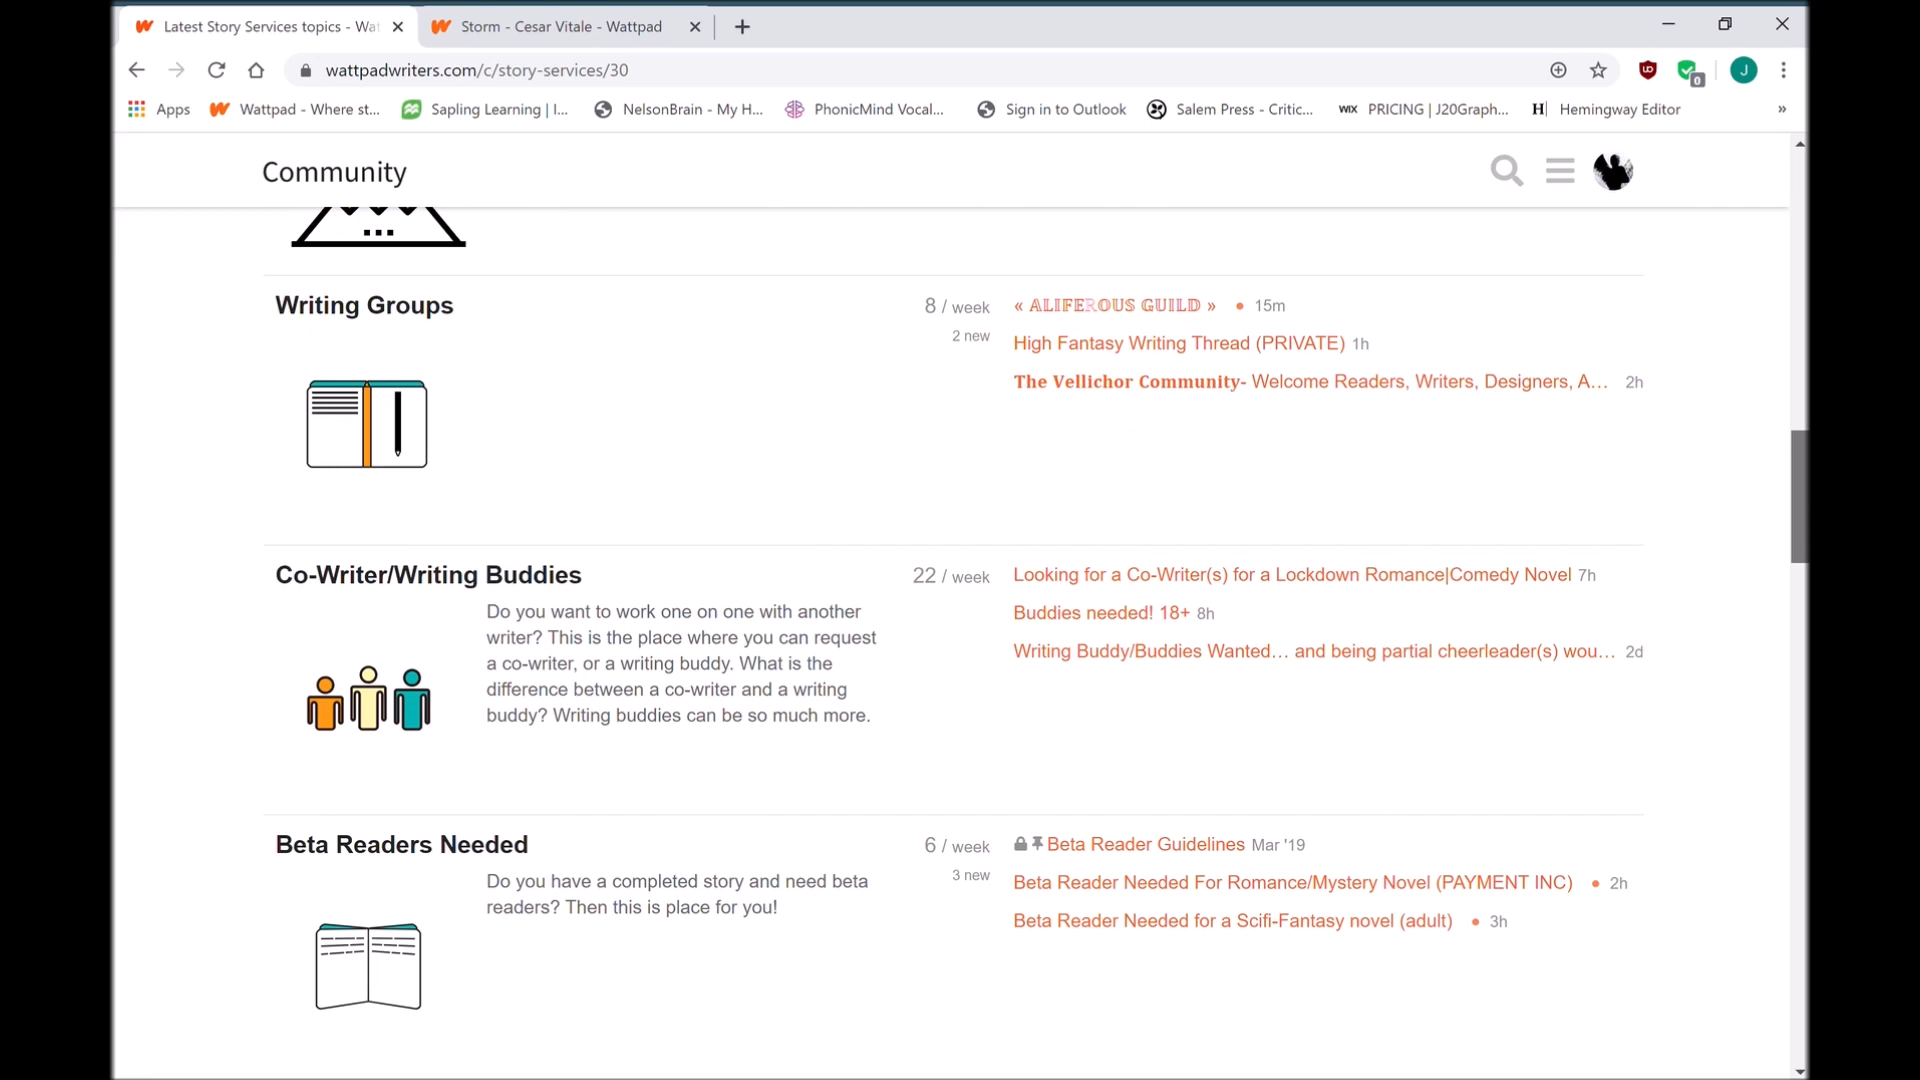 Latest Story Services topics - Wat
Storm - Cesar Vitale - Wattpad
wattpadwriters.com/c/story-services/30
J
0
Apps
Wattpad - Where st...
Sapling Learning | I...
NelsonBrain - My H...
PhonicMind Vocal...
Sign in to Outlook
Salem Press - Critic...
WIX PRICING | J20Graph...
H Hemingway Editor
»
Community
Writing Groups
8 / week
2 new
« 𝔸𝕃𝕀𝔽𝔼ℝ𝕆𝕌𝕊 𝔾𝕌𝕀𝕃𝔻 » • 15m
High Fantasy Writing Thread (PRIVATE) 1h
The Vellichor Community- Welcome Readers, Writers, Designers, A... 2h
Co-Writer/Writing Buddies
Do you want to work one on one with another
writer? This is the place where you can request
a co-writer, or a writing buddy. What is the
difference between a co-writer and a writing
buddy? Writing buddies can be so much more.
22 / week
Looking for a Co-Writer(s) for a Lockdown Romance|Comedy Novel 7h
Buddies needed! 18+ 8h
Writing Buddy/Buddies Wanted... and being partial cheerleader(s) wou... 2d
Beta Readers Needed
Do you have a completed story and need beta
readers? Then this is place for you!
6 / week
3 new
Beta Reader Guidelines Mar '19
Beta Reader Needed For Romance/Mystery Novel (PAYMENT INC) • 2h
Beta Reader Needed for a Scifi-Fantasy novel (adult) • 3h